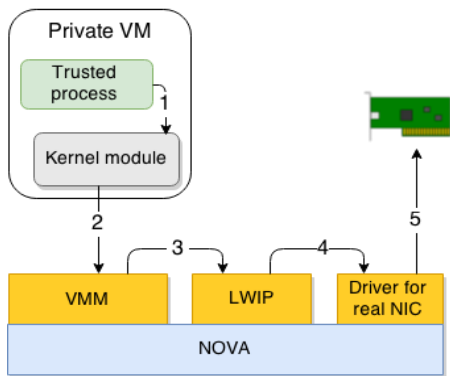 Private VM
Trusted
process
1
Kernel module
2
3
4
5
VMM
LWIP
Driver for
real NIC
NOVA